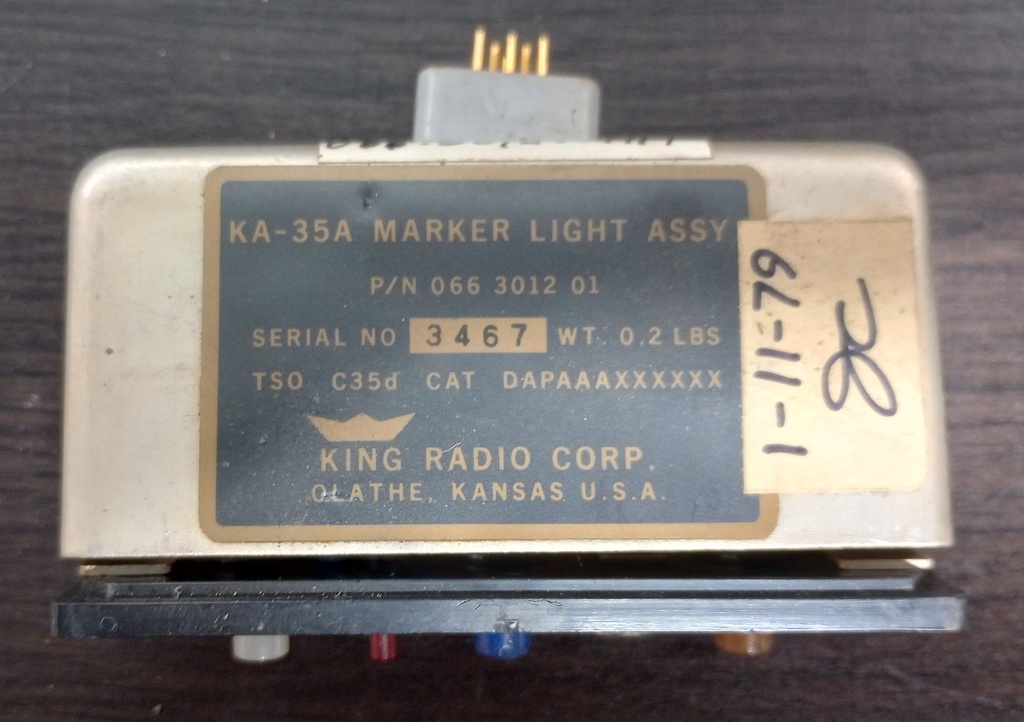 KA-35A MARKER LIGHT ASSY
P/N 066 3012 01
SERIAL NO 3467 WT. 0.2 LBS
TSO C35d CAT DAPAAAXXXXXX
KING RADIO CORP.
OLATHE, KANSAS U.S.A.
1-11-79